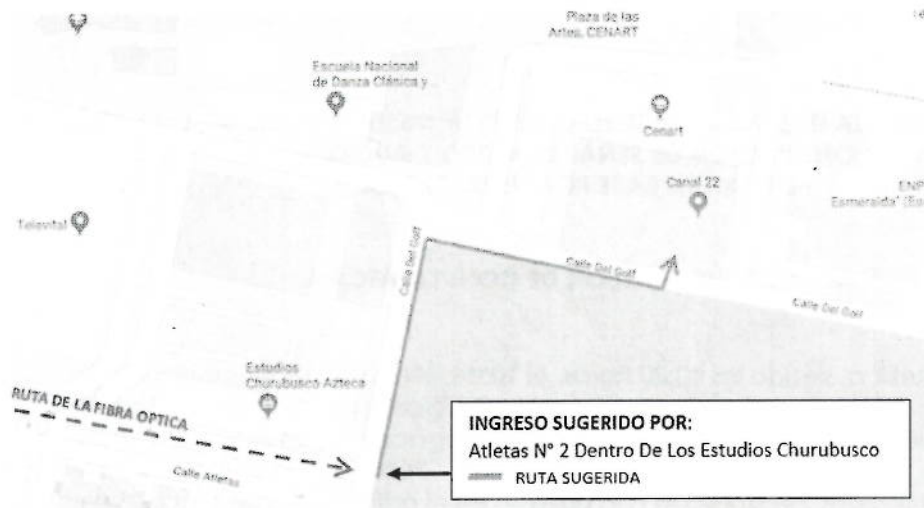 Plaza de las
Artes, CENART
Escuela Nacional
de Danza Clásica y...
Cenart
Canal 22
ENP
Esmeralda" (Es
Televital
Calle Del Golf
Calle Del Golf
Calle Del Golf
Estudios
Churubusco Azteca
RUTA DE LA FIBRA OPTICA
Calle Atletas
INGRESO SUGERIDO POR:
Atletas N° 2 Dentro De Los Estudios Churubusco
RUTA SUGERIDA